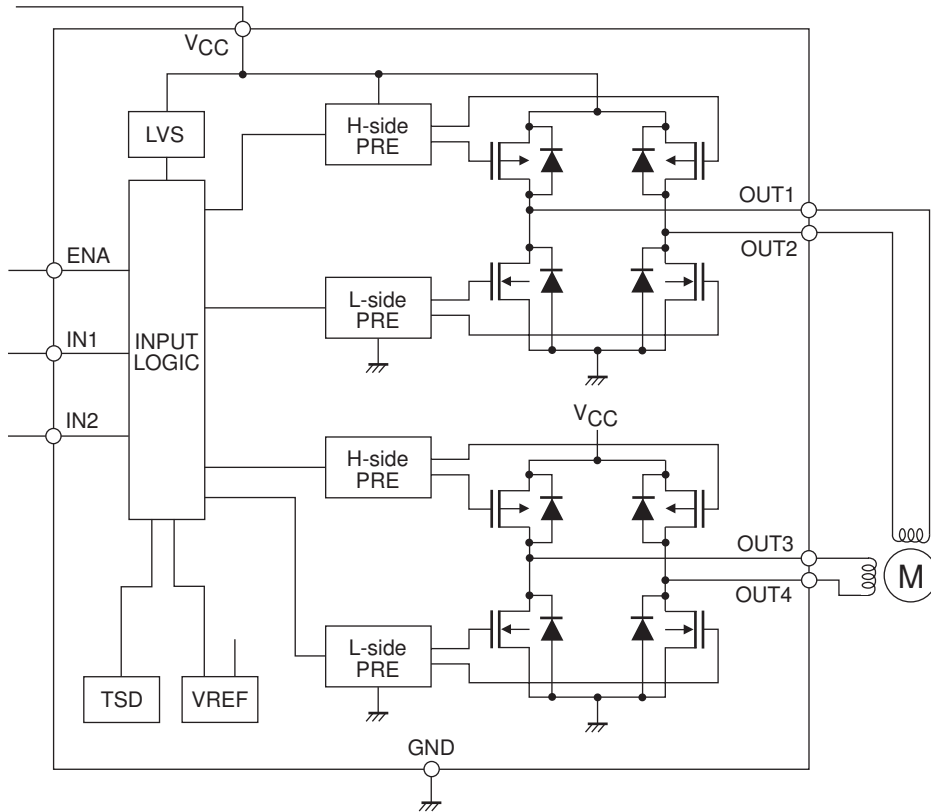 VCC
LVS
H-side
PRE
OUT1
OUT2
ENA
L-side
PRE
INPUT
LOGIC
IN1
IN2
VCC
H-side
PRE
OUT3
OUT4
M
L-side
PRE
TSD
VREF
GND